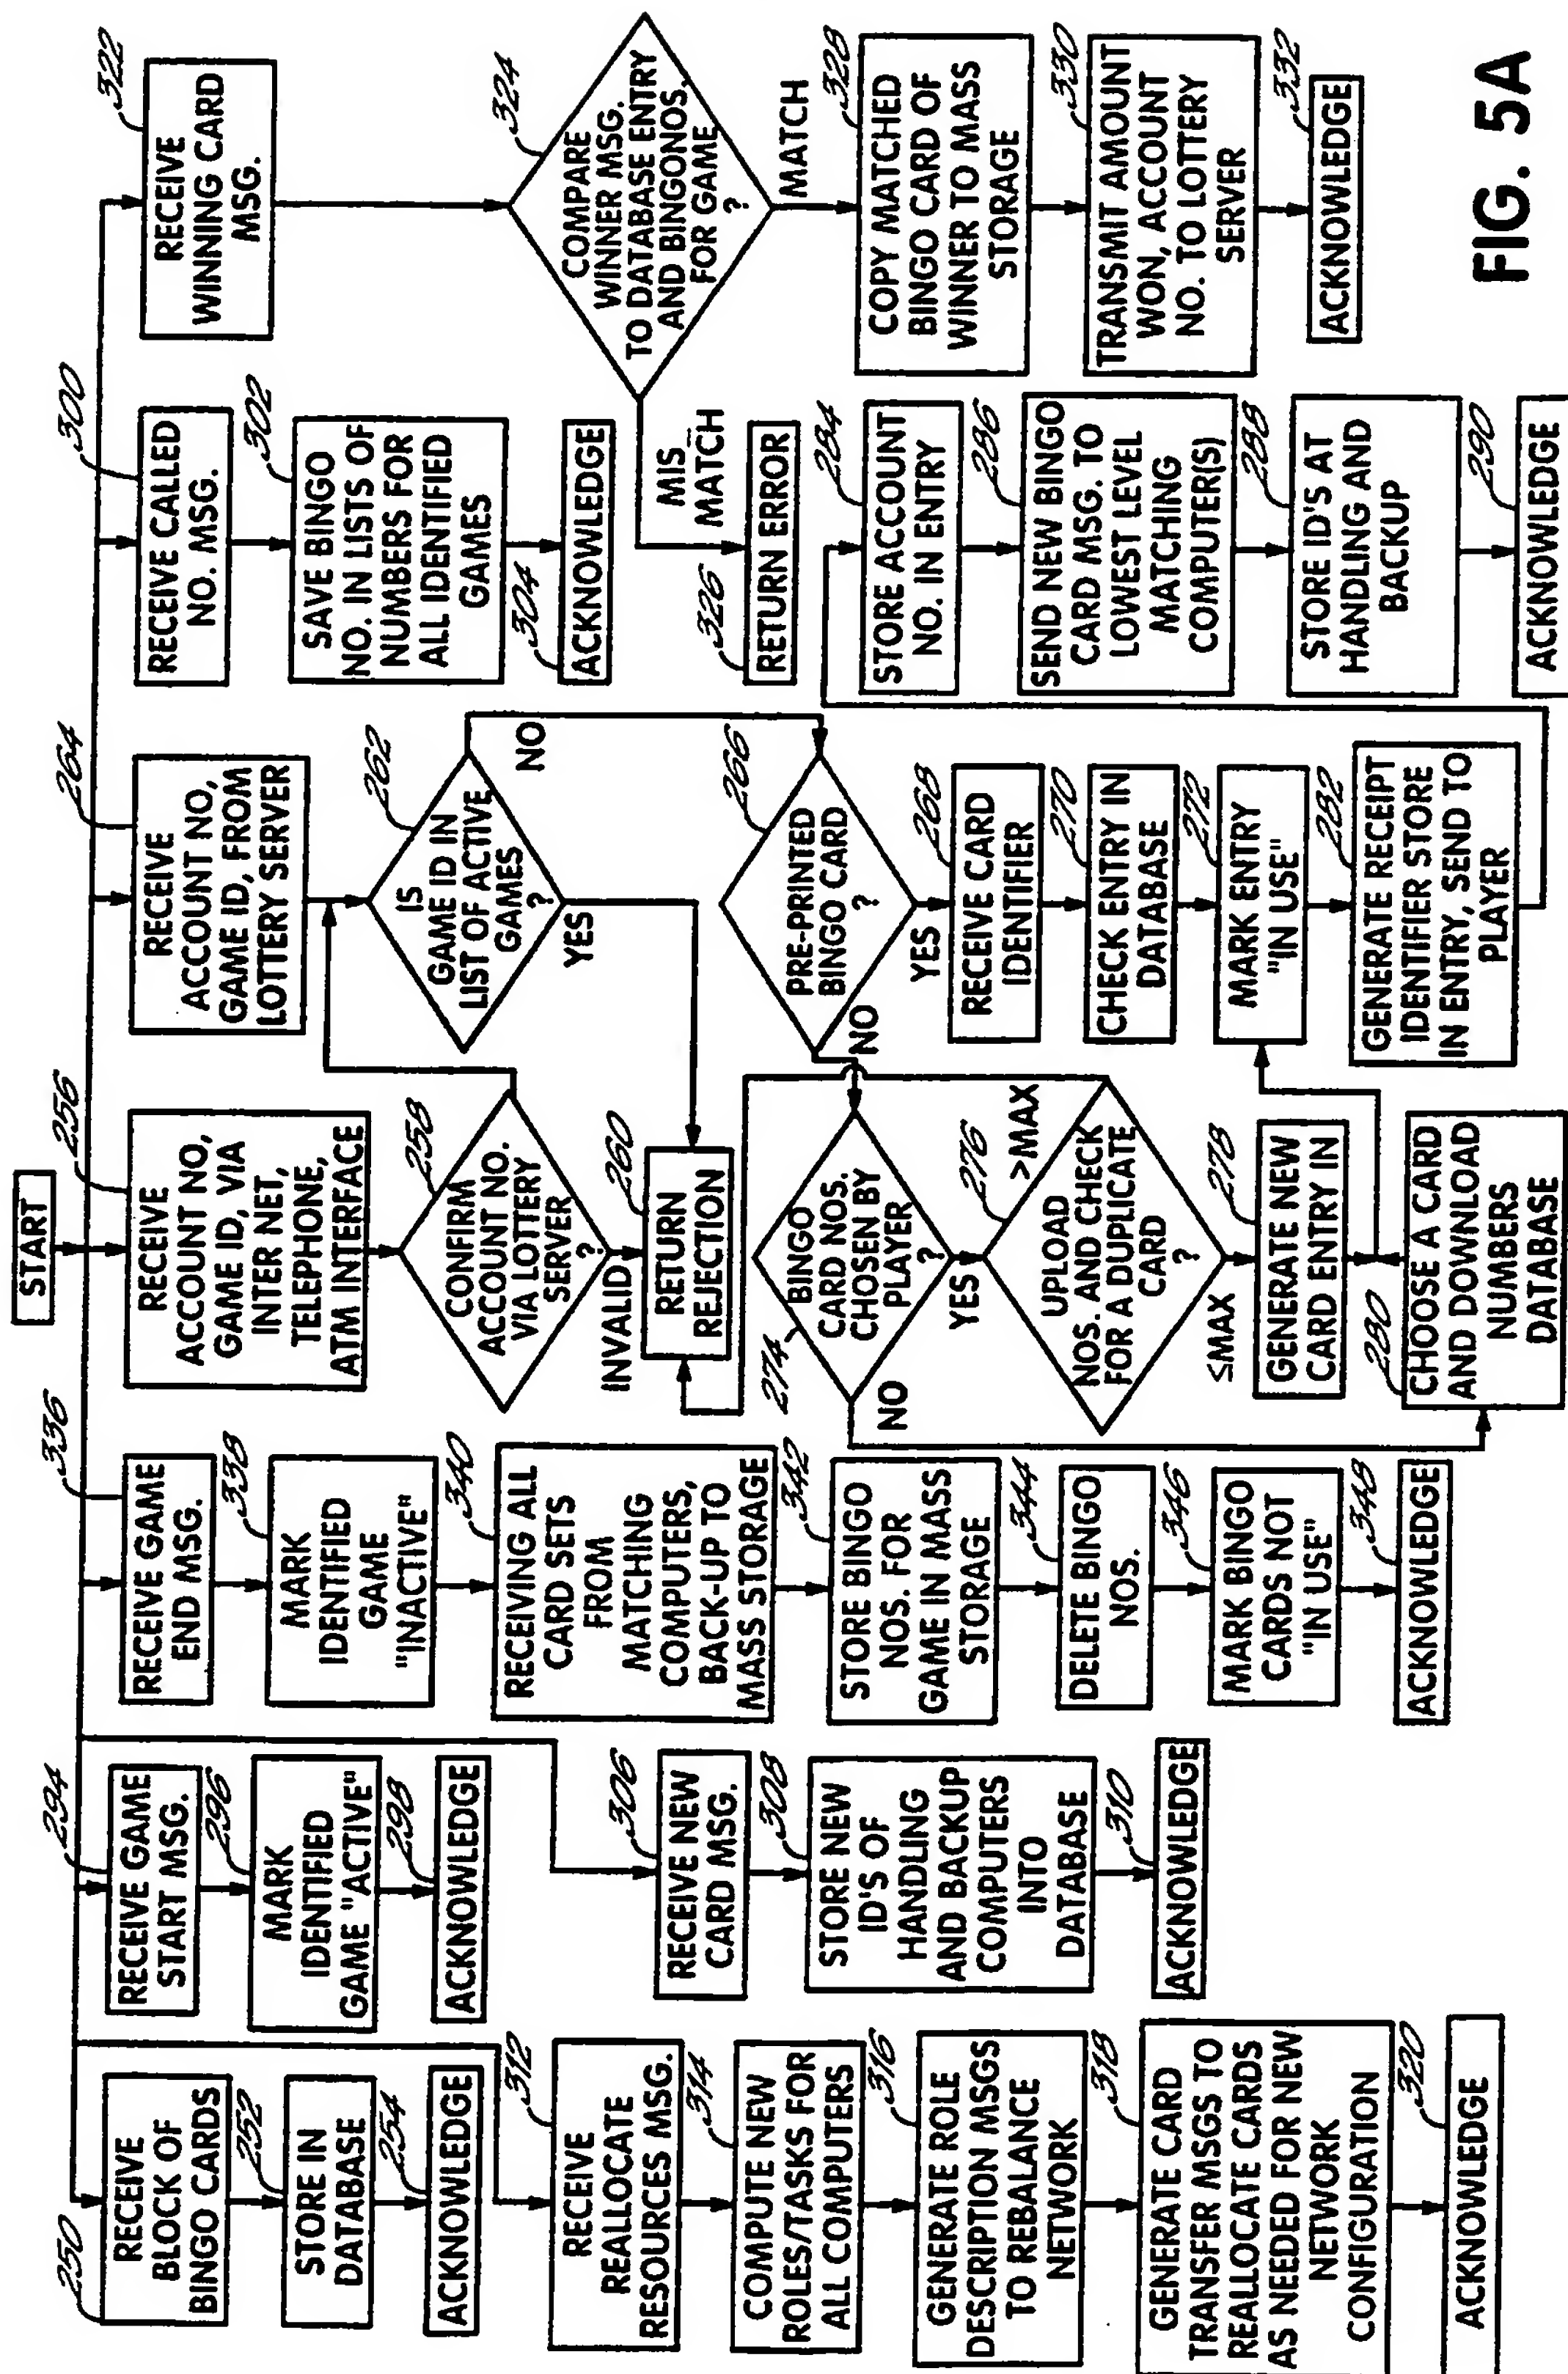 START
250
RECEIVE
BLOCK OF
BINGO CARDS
252
STORE IN
DATABASE
254
ACKNOWLEDGE
312
RECEIVE
REALLOCATE
RESOURCES MSG.
314
COMPUTE NEW
ROLES/TASKS FOR
ALL COMPUTERS
316
GENERATE ROLE
DESCRIPTION MSGS
TO REBALANCE
NETWORK
318
GENERATE CARD
TRANSFER MSGS TO
REALLOCATE CARDS
AS NEEDED FOR NEW
NETWORK
CONFIGURATION
320
ACKNOWLEDGE
294
RECEIVE GAME
START MSG.
296
MARK
IDENTIFIED
GAME "ACTIVE"
298
ACKNOWLEDGE
306
RECEIVE NEW
CARD MSG.
308
STORE NEW
ID'S OF
HANDLING
AND BACKUP
COMPUTERS
INTO
DATABASE
310
ACKNOWLEDGE
336
RECEIVE GAME
END MSG.
338
MARK
IDENTIFIED
GAME
"INACTIVE"
340
RECEIVING ALL
CARD SETS
FROM
MATCHING
COMPUTERS,
BACK-UP TO
MASS STORAGE
342
STORE BINGO
NOS. FOR
GAME IN MASS
STORAGE
344
DELETE BINGO
NOS.
346
MARK BINGO
CARDS NOT
"IN USE"
348
ACKNOWLEDGE
256
RECEIVE
ACCOUNT NO,
GAME ID, VIA
INTER NET,
TELEPHONE,
ATM INTERFACE
258
CONFIRM
ACCOUNT NO.
VIA LOTTERY
SERVER
?
INVALID
260
RETURN
REJECTION
274
BINGO
CARD NOS.
CHOSEN BY
PLAYER
?
NO
YES
276
UPLOAD
NOS. AND CHECK
FOR A DUPLICATE
CARD
?
>MAX
≤MAX
278
GENERATE NEW
CARD ENTRY IN
280
CHOOSE A CARD
AND DOWNLOAD
NUMBERS
DATABASE
264
RECEIVE
ACCOUNT NO,
GAME ID, FROM
LOTTERY SERVER
262
IS
GAME ID IN
LIST OF ACTIVE
GAMES
?
YES
NO
266
PRE-PRINTED
BINGO CARD
?
NO
YES
268
RECEIVE CARD
IDENTIFIER
270
CHECK ENTRY IN
DATABASE
272
MARK ENTRY
"IN USE"
282
GENERATE RECEIPT
IDENTIFIER STORE
IN ENTRY, SEND TO
PLAYER
300
RECEIVE CALLED
NO. MSG.
302
SAVE BINGO
NO. IN LISTS OF
NUMBERS FOR
ALL IDENTIFIED
GAMES
304
ACKNOWLEDGE
MIS_
MATCH
326
RETURN ERROR
284
STORE ACCOUNT
NO. IN ENTRY
286
SEND NEW BINGO
CARD MSG. TO
LOWEST LEVEL
MATCHING
COMPUTER(S)
288
STORE ID'S AT
HANDLING AND
BACKUP
290
ACKNOWLEDGE
322
RECEIVE
WINNING CARD
MSG.
324
COMPARE
WINNER MSG.
TO DATABASE ENTRY
AND BINGONOS.
FOR GAME
?
MATCH
328
COPY MATCHED
BINGO CARD OF
WINNER TO MASS
STORAGE
330
TRANSMIT AMOUNT
WON, ACCOUNT
NO. TO LOTTERY
SERVER
332
ACKNOWLEDGE
FIG. 5A